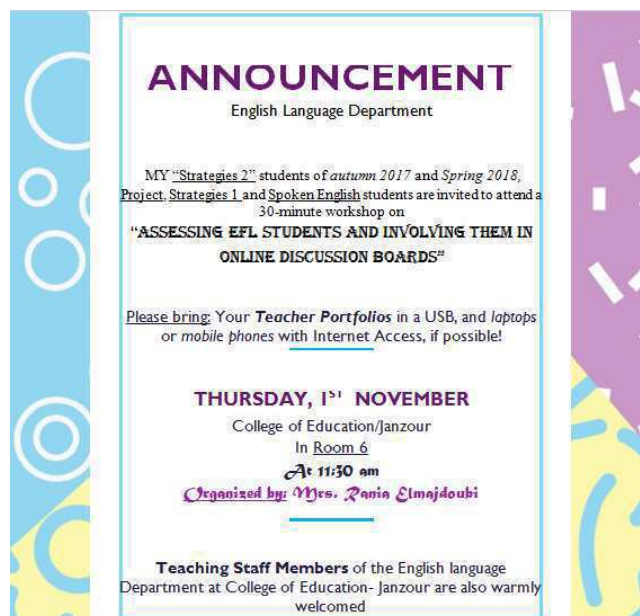 ANNOUNCEMENT
English Language Department
MY "Strategies 2" students of autumn 2017 and Spring 2018,
Project, Strategies 1 and Spoken English students are invited to attend a
30-minute workshop on
"ASSESSING EFL STUDENTS AND INVOLVING THEM IN
ONLINE DISCUSSION BOARDS"
Please bring: Your Teacher Portfolios in a USB, and laptops
or mobile phones with Internet Access, if possible!
THURSDAY, 1ST NOVEMBER
College of Education/Janzour
In Room 6
At 11:30 am
Organized by: Mrs. Rania Elmajdoubi
Teaching Staff Members of the English language
Department at College of Education- Janzour are also warmly
welcomed